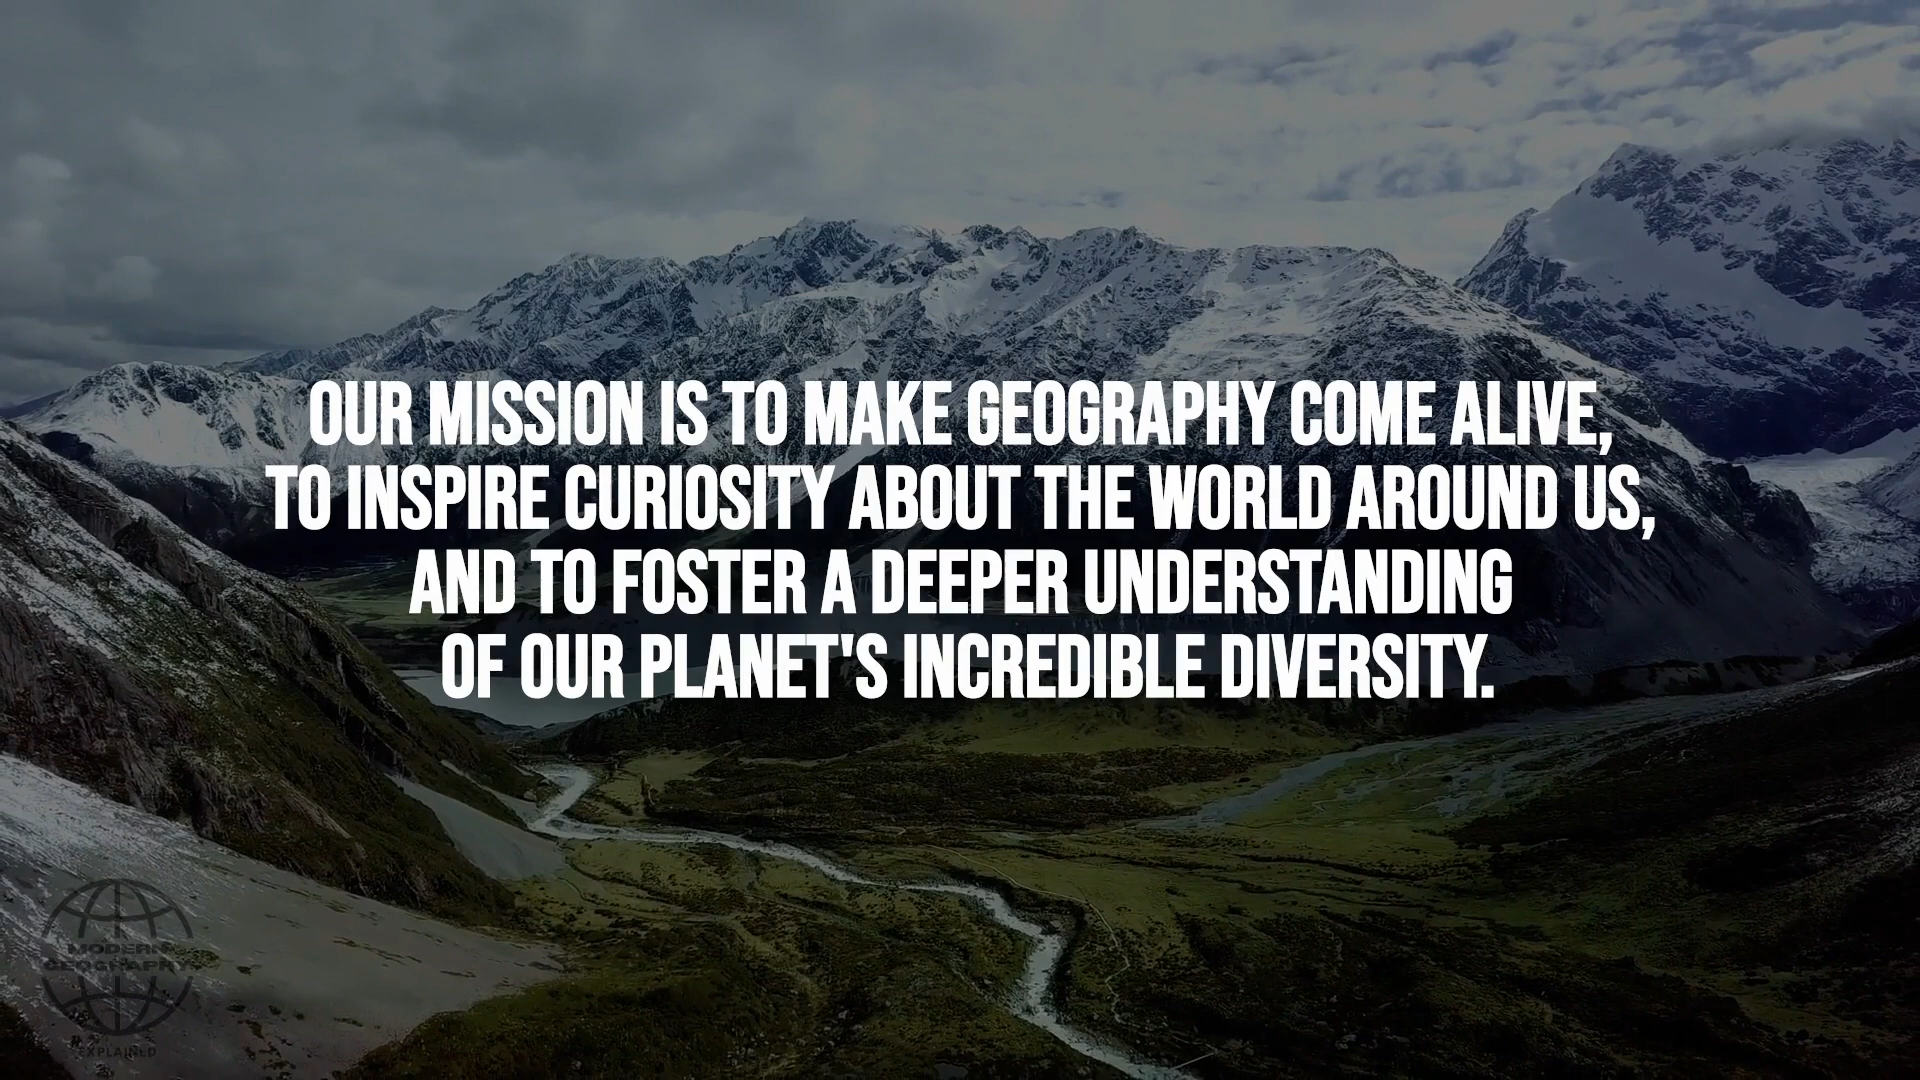 OUR MISSION IS TO MAKE GEOGRAPHY COME ALIVE,
TO INSPIRE CURIOSITY ABOUT THE WORLD AROUND US,
AND TO FOSTER A DEEPER UNDERSTANDING
OF OUR PLANET'S INCREDIBLE DIVERSITY.
MODERN
GEOGRAPHY
EXPLAINED